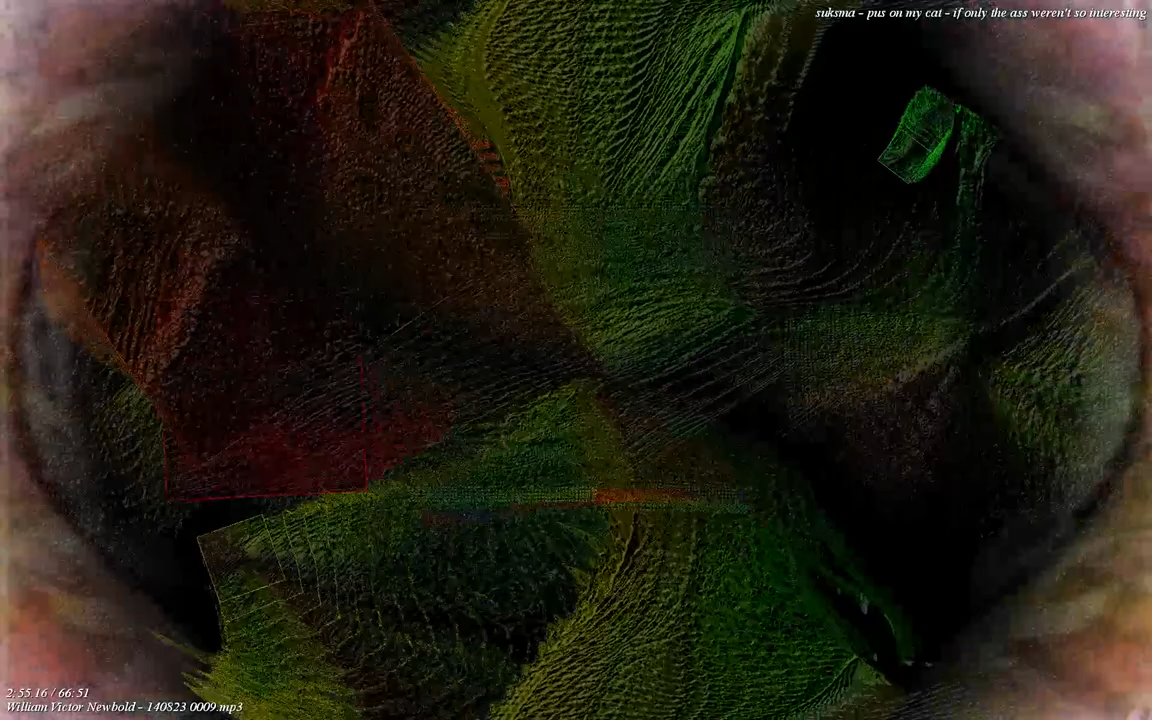 suksma - pus on my cat - if only the ass weren't so interesting
2:55.16 / 66:51
William Victor Newbold - 140823 0009.mp3